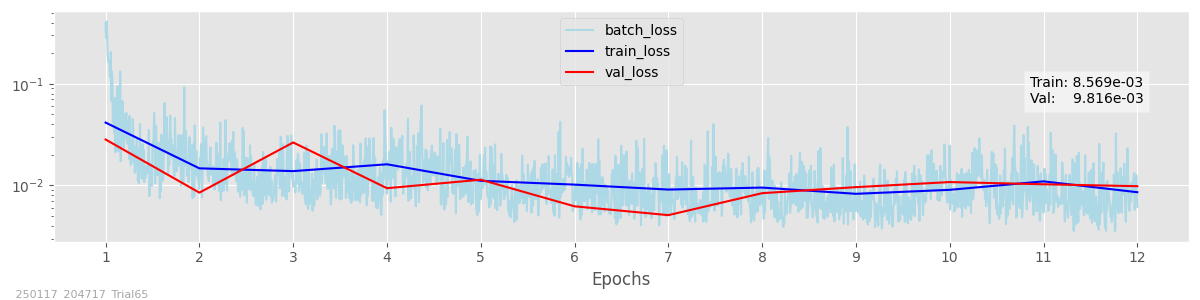 batch_loss
train_loss
val_loss
Train: 8.569e-03
Val: 9.816e-03
10⁻¹
10⁻²
1 2 3 4 5 6 7 8 9 10 11 12
Epochs
250117_204717_Trial65